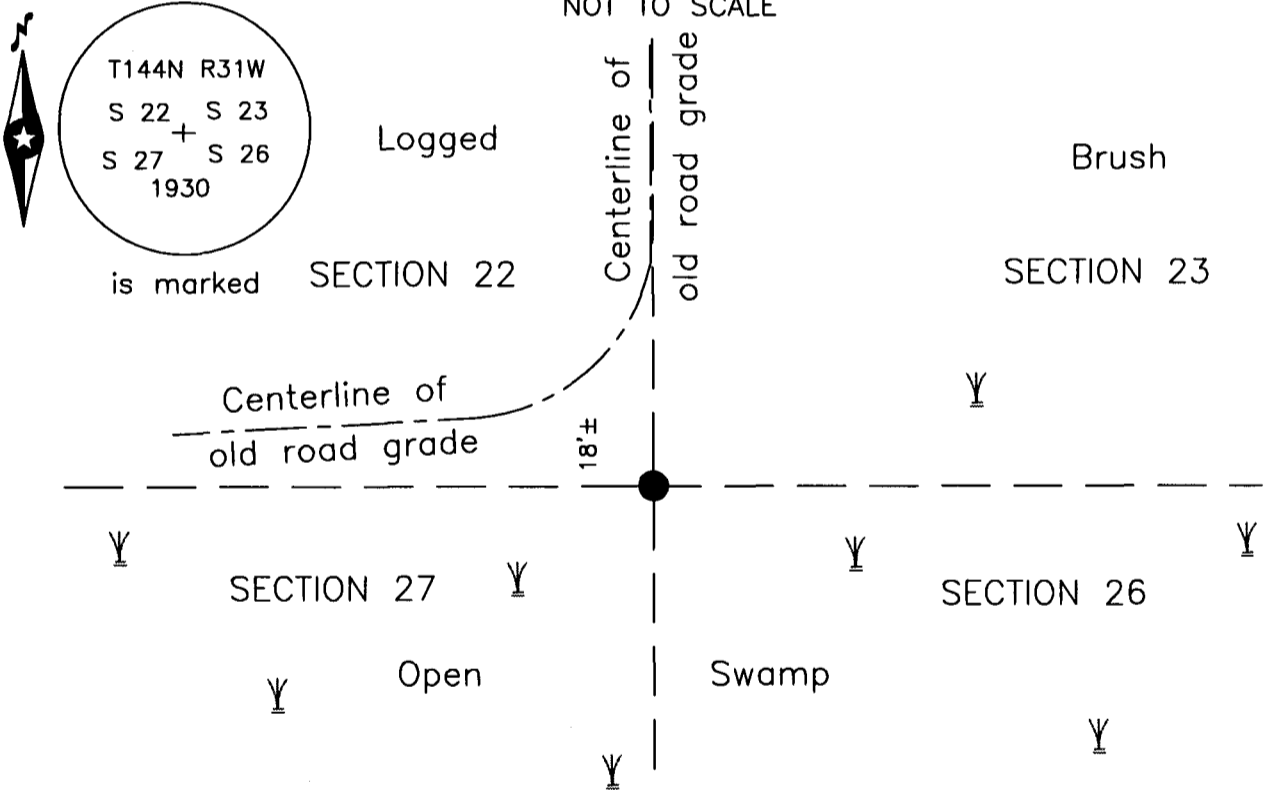 NOT TO SCALE
N
T144N R31W
S 22 S 23
+
S 27 S 26
1930
is marked
Logged
SECTION 22
Centerline of
old road grade
Brush
SECTION 23
Centerline of
old road grade
18'±
SECTION 27
SECTION 26
Open
Swamp